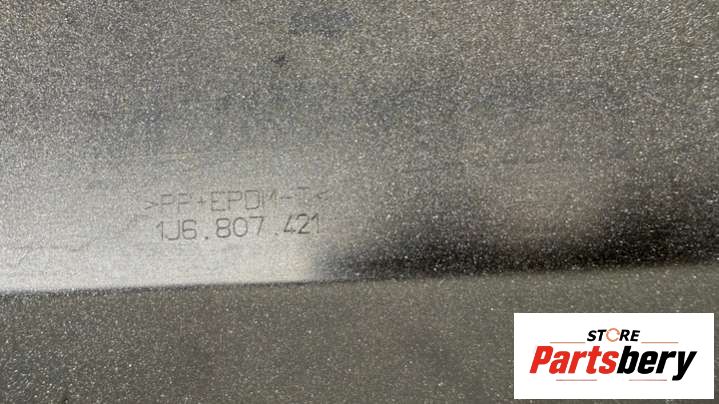 >PP+EPDM-T<
1J6.807.421
STORE
Partsbery